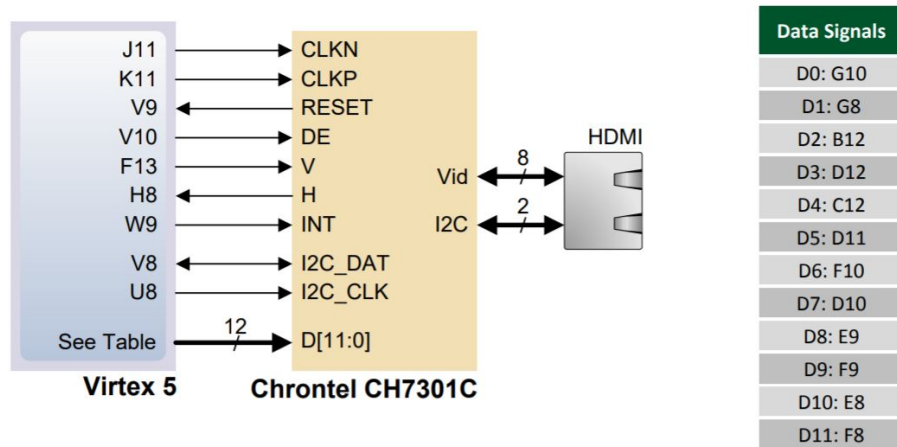 J11 CLKN
K11 CLKP
V9 RESET
V10 DE
F13 V
H8 H
W9 INT
V8 I2C_DAT
U8 I2C_CLK
See Table 12 D[11:0]
Vid 8
I2C 2
HDMI
Virtex 5
Chrontel CH7301C
Data Signals
D0: G10
D1: G8
D2: B12
D3: D12
D4: C12
D5: D11
D6: F10
D7: D10
D8: E9
D9: F9
D10: E8
D11: F8